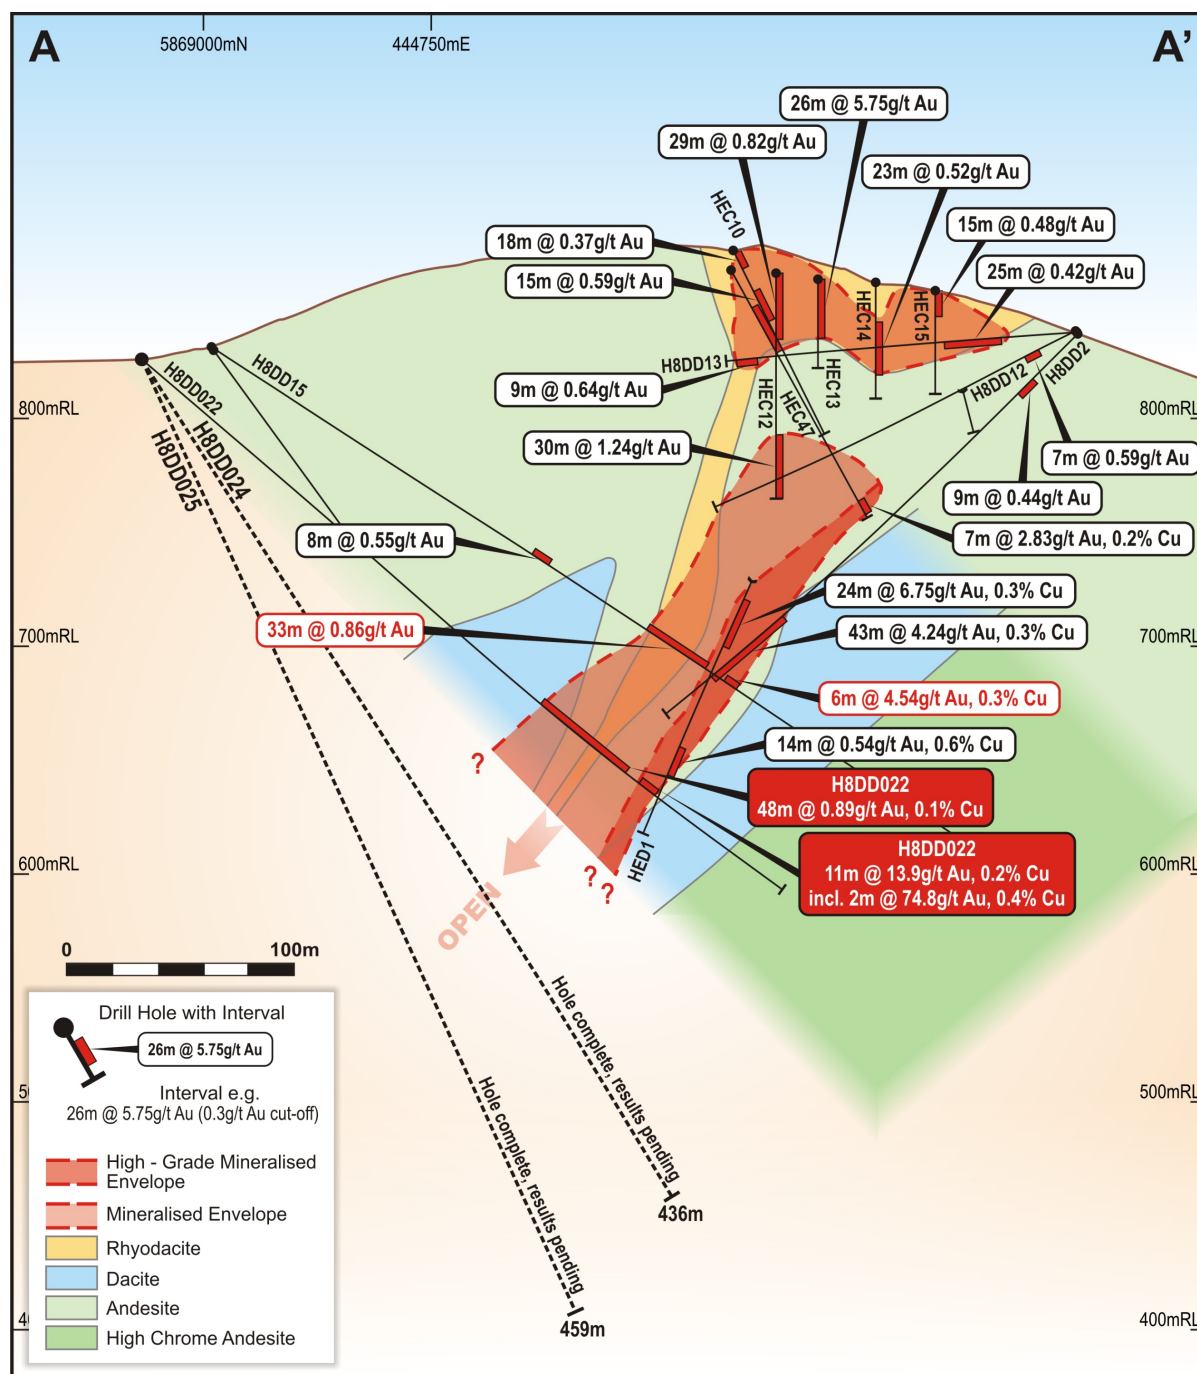 A
A'
5869000mN
444750mE
26m @ 5.75g/t Au
29m @ 0.82g/t Au
23m @ 0.52g/t Au
HEC10
18m @ 0.37g/t Au
15m @ 0.48g/t Au
15m @ 0.59g/t Au
25m @ 0.42g/t Au
HEC14
HEC15
H8DD2
H8DD15
H8DD13
H8DD12
H8DD022
9m @ 0.64g/t Au
HEC13
HEC12
HEC47
800mRL
800mRL
H8DD024
H8DD025
30m @ 1.24g/t Au
7m @ 0.59g/t Au
9m @ 0.44g/t Au
8m @ 0.55g/t Au
7m @ 2.83g/t Au, 0.2% Cu
24m @ 6.75g/t Au, 0.3% Cu
33m @ 0.86g/t Au
43m @ 4.24g/t Au, 0.3% Cu
700mRL
700mRL
6m @ 4.54g/t Au, 0.3% Cu
14m @ 0.54g/t Au, 0.6% Cu
?
H8DD022
48m @ 0.89g/t Au, 0.1% Cu
H8DD022
11m @ 13.9g/t Au, 0.2% Cu
incl. 2m @ 74.8g/t Au, 0.4% Cu
HED1
600mRL
600mRL
?
?
OPEN
0
100m
Hole complete, results pending
Hole complete, results pending
436m
459m
500mRL
400mRL
Drill Hole with Interval
26m @ 5.75g/t Au
Interval e.g.
26m @ 5.75g/t Au (0.3g/t Au cut-off)
High - Grade Mineralised
Envelope
Mineralised Envelope
Rhyodacite
Dacite
Andesite
High Chrome Andesite